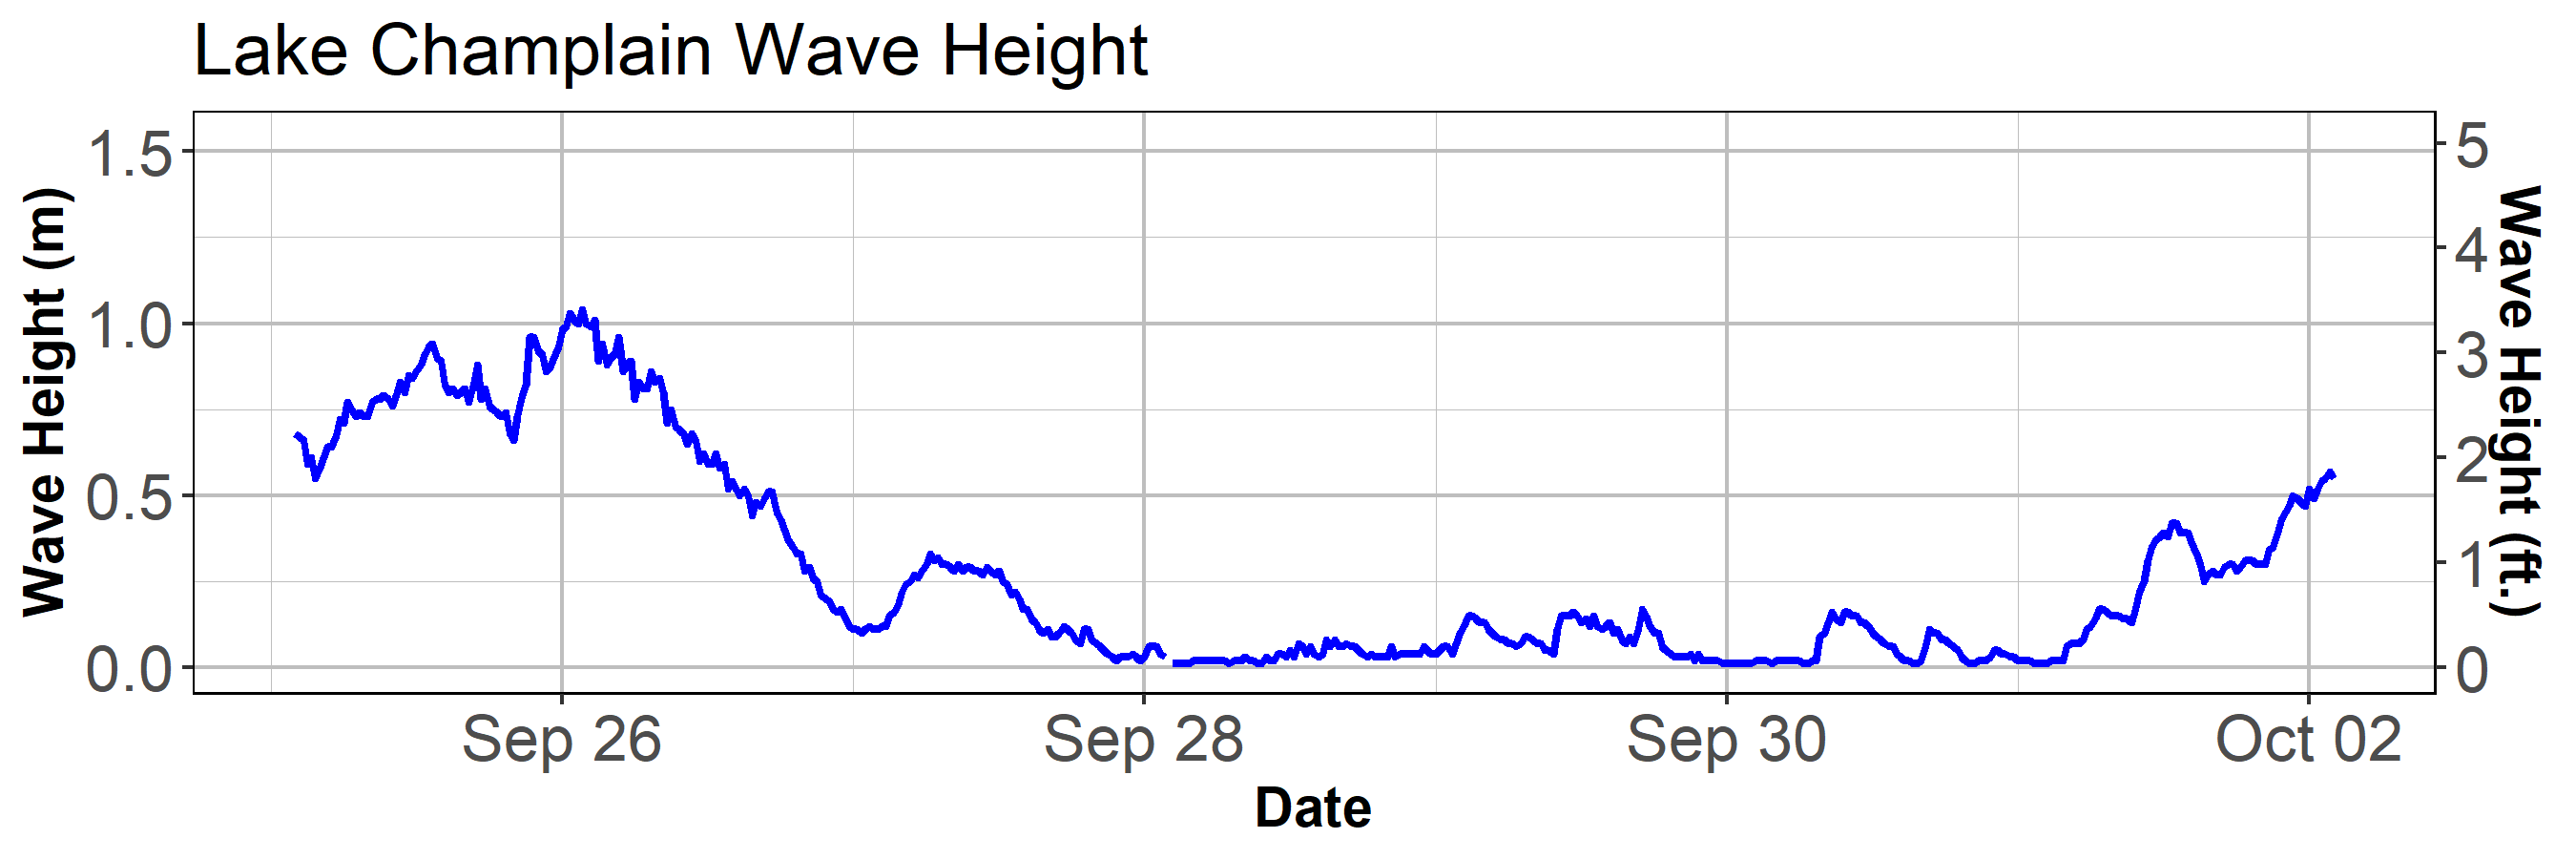 Lake Champlain Wave Height
Wave Height (m)
1.5
1.0
0.5
0.0
5
4
3
2
1
0
Wave Height (ft.)
Sep 26
Sep 28
Sep 30
Oct 02
Date